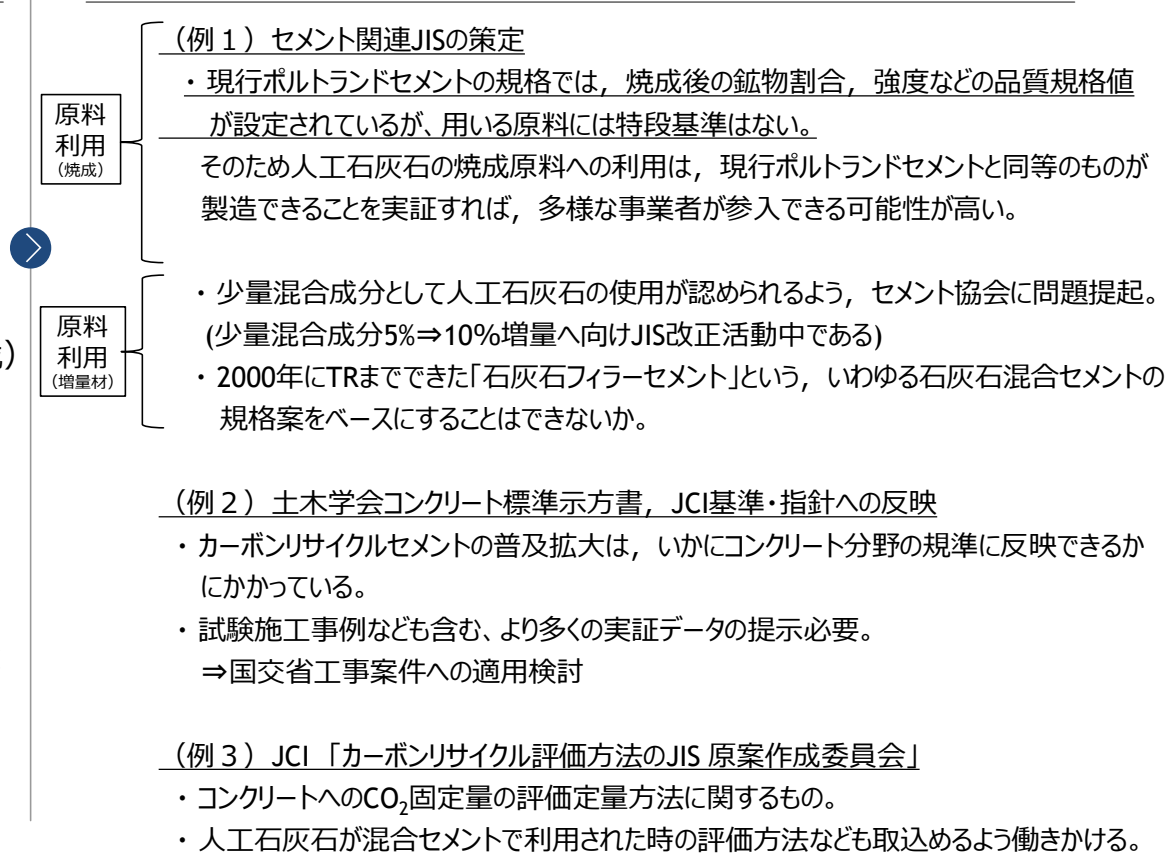 （例１）セメント関連JISの策定
・現行ポルトランドセメントの規格では，焼成後の鉱物割合，強度などの品質規格値
が設定されているが、用いる原料には特段基準はない。
そのため人工石灰石の焼成原料への利用は，現行ポルトランドセメントと同等のものが
製造できることを実証すれば，多様な事業者が参入できる可能性が高い。
原料
利用
（焼成）
・少量混合成分として人工石灰石の使用が認められるよう，セメント協会に問題提起。
(少量混合成分5%⇒10%増量へ向けJIS改正活動中である)
・2000年にTRまでできた「石灰石フィラーセメント」という，いわゆる石灰石混合セメントの
規格案をベースにすることはできないか。
原料
利用
（増量材）
（例２）土木学会コンクリート標準示方書，JCI基準・指針への反映
・カーボンリサイクルセメントの普及拡大は，いかにコンクリート分野の規準に反映できるか
にかかっている。
・試験施工事例なども含む、より多くの実証データの提示必要。
⇒国交省工事案件への適用検討
（例３）JCI「カーボンリサイクル評価方法のJIS 原案作成委員会」
・コンクリートへのCO₂固定量の評価定量方法に関するもの。
・人工石灰石が混合セメントで利用された時の評価方法なども取込めるよう働きかける。